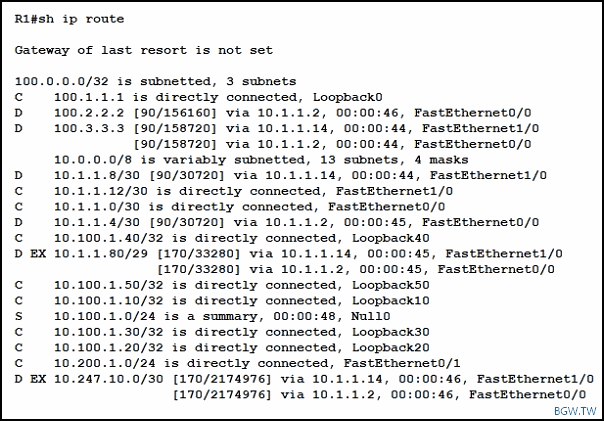 R1#sh ip route
Gateway of last resort is not set
100.0.0.0/32 is subnetted, 3 subnets
C 100.1.1.1 is directly connected, Loopback0
D 100.2.2.2 [90/156160] via 10.1.1.2, 00:00:46, FastEthernet0/0
D 100.3.3.3 [90/158720] via 10.1.1.14, 00:00:44, FastEthernet1/0
[90/158720] via 10.1.1.2, 00:00:44, FastEthernet0/0
10.0.0.0/8 is variably subnetted, 13 subnets, 4 masks
D 10.1.1.8/30 [90/30720] via 10.1.1.14, 00:00:44, FastEthernet1/0
C 10.1.1.12/30 is directly connected, FastEthernet1/0
C 10.1.1.0/30 is directly connected, FastEthernet0/0
D 10.1.1.4/30 [90/30720] via 10.1.1.2, 00:00:45, FastEthernet0/0
C 10.100.1.40/32 is directly connected, Loopback40
D EX 10.1.1.80/29 [170/33280] via 10.1.1.14, 00:00:45, FastEthernet1/0
[170/33280] via 10.1.1.2, 00:00:45, FastEthernet0/0
C 10.100.1.50/32 is directly connected, Loopback50
C 10.100.1.10/32 is directly connected, Loopback10
S 10.100.1.0/24 is a summary, 00:00:48, Null0
C 10.100.1.30/32 is directly connected, Loopback30
C 10.100.1.20/32 is directly connected, Loopback20
C 10.200.1.0/24 is directly connected, FastEthernet0/1
D EX 10.247.10.0/30 [170/2174976] via 10.1.1.14, 00:00:46, FastEthernet1/0
[170/2174976] via 10.1.1.2, 00:00:46, FastEthernet0/0
BGW.TW